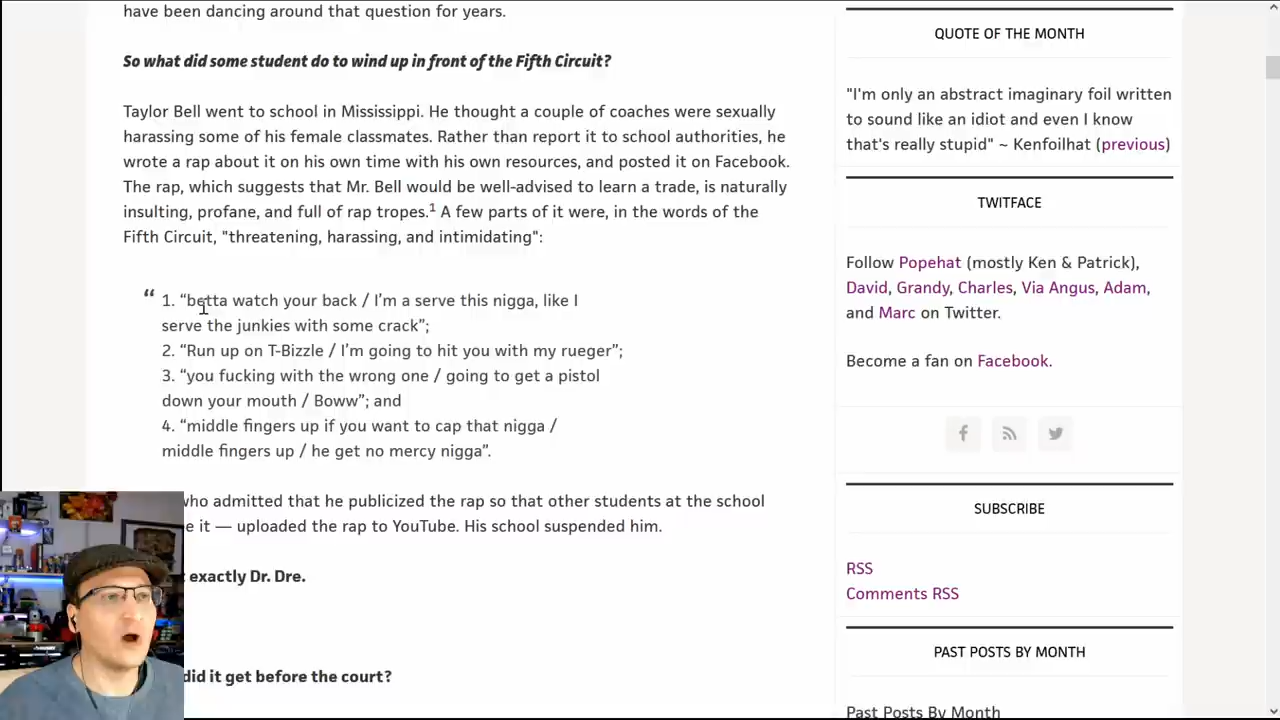 have been dancing around that question for years.
So what did some student do to wind up in front of the Fifth Circuit?
Taylor Bell went to school in Mississippi. He thought a couple of coaches were sexually
harassing some of his female classmates. Rather than report it to school authorities, he
wrote a rap about it on his own time with his own resources, and posted it on Facebook.
The rap, which suggests that Mr. Bell would be well-advised to learn a trade, is naturally
insulting, profane, and full of rap tropes.1 A few parts of it were, in the words of the
Fifth Circuit, "threatening, harassing, and intimidating":
“ 1. “betta watch your back / I’m a serve this nigga, like I
serve the junkies with some crack”;
2. “Run up on T-Bizzle / I’m going to hit you with my rueger”;
3. “you fucking with the wrong one / going to get a pistol
down your mouth / Boww”; and
4. “middle fingers up if you want to cap that nigga /
middle fingers up / he get no mercy nigga”.
who admitted that he publicized the rap so that other students at the school
e it — uploaded the rap to YouTube. His school suspended him.
exactly Dr. Dre.
did it get before the court?
QUOTE OF THE MONTH
"I'm only an abstract imaginary foil written
to sound like an idiot and even I know
that's really stupid" ~ Kenfoilhat (previous)
TWITFACE
Follow Popehat (mostly Ken & Patrick),
David, Grandy, Charles, Via Angus, Adam,
and Marc on Twitter.
Become a fan on Facebook.
SUBSCRIBE
RSS
Comments RSS
PAST POSTS BY MONTH
Past Posts By Month